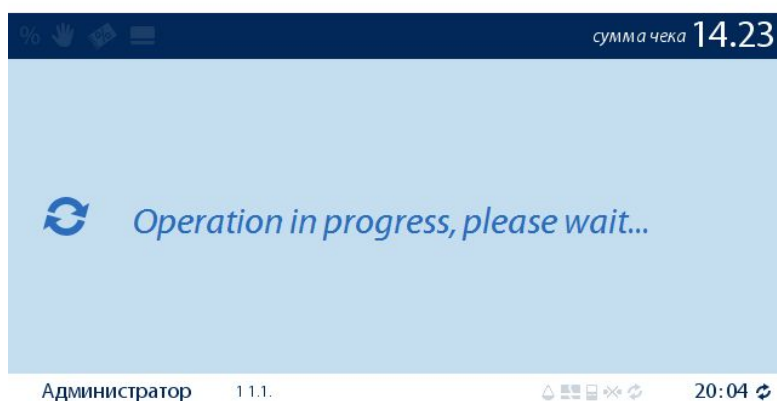 % сумма чека 14.23
Operation in progress, please wait...
Администратор 1 1.1. 20:04